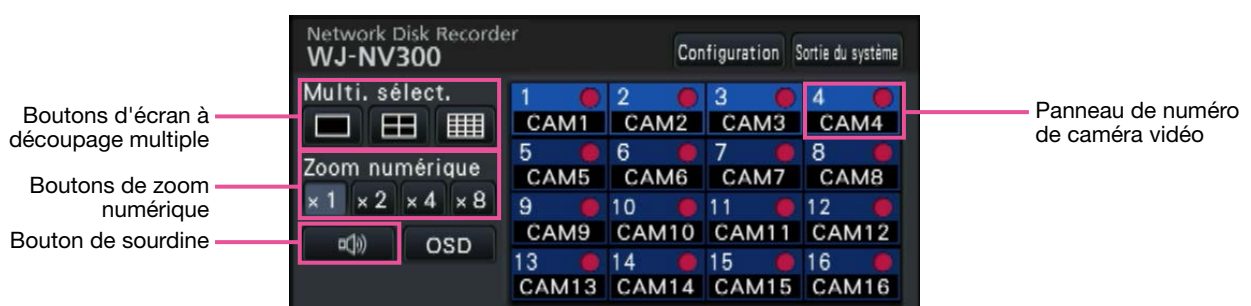 Network Disk Recorder
WJ-NV300
Configuration
Sortie du système
Multi. sélect.
Zoom numérique
×1 ×2 ×4 ×8
OSD
1 2 3 4
CAM1 CAM2 CAM3 CAM4
5 6 7 8
CAM5 CAM6 CAM7 CAM8
9 10 11 12
CAM9 CAM10 CAM11 CAM12
13 14 15 16
CAM13 CAM14 CAM15 CAM16
Boutons d'écran à
découpage multiple
Boutons de zoom
numérique
Bouton de sourdine
Panneau de numéro
de caméra vidéo